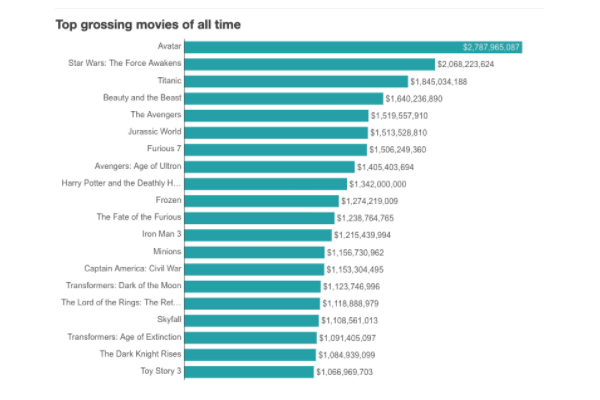 Top grossing movies of all time
Avatar $2,787,965,087
Star Wars: The Force Awakens $2,068,223,624
Titanic $1,845,034,188
Beauty and the Beast $1,640,236,890
The Avengers $1,519,557,910
Jurassic World $1,513,528,810
Furious 7 $1,506,249,360
Avengers: Age of Ultron $1,405,403,694
Harry Potter and the Deathly H... $1,342,000,000
Frozen $1,274,219,009
The Fate of the Furious $1,238,764,765
Iron Man 3 $1,215,439,994
Minions $1,156,730,962
Captain America: Civil War $1,153,304,495
Transformers: Dark of the Moon $1,123,746,996
The Lord of the Rings: The Ret... $1,118,888,979
Skyfall $1,108,561,013
Transformers: Age of Extinction $1,091,405,097
The Dark Knight Rises $1,084,939,099
Toy Story 3 $1,066,969,703